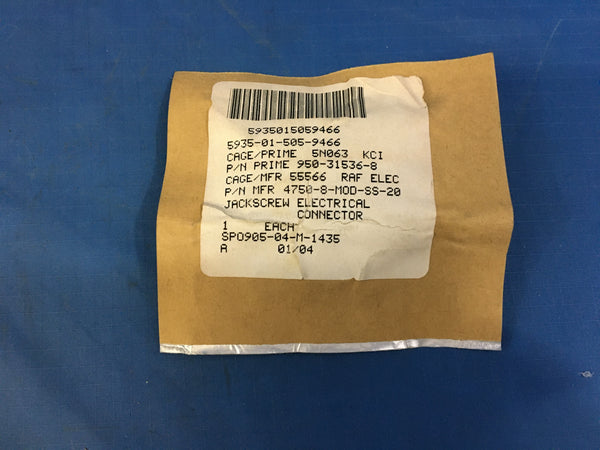 5935015059466
5935-01-505-9466
CAGE/PRIME 5N063 KCI
P/N PRIME 950-31536-8
CAGE/MFR 55566 RAF ELEC
P/N MFR 4750-8-MOD-SS-20
JACKSCREW ELECTRICAL
CONNECTOR
1 EACH
SPO905-04-M-1435
A 01/04